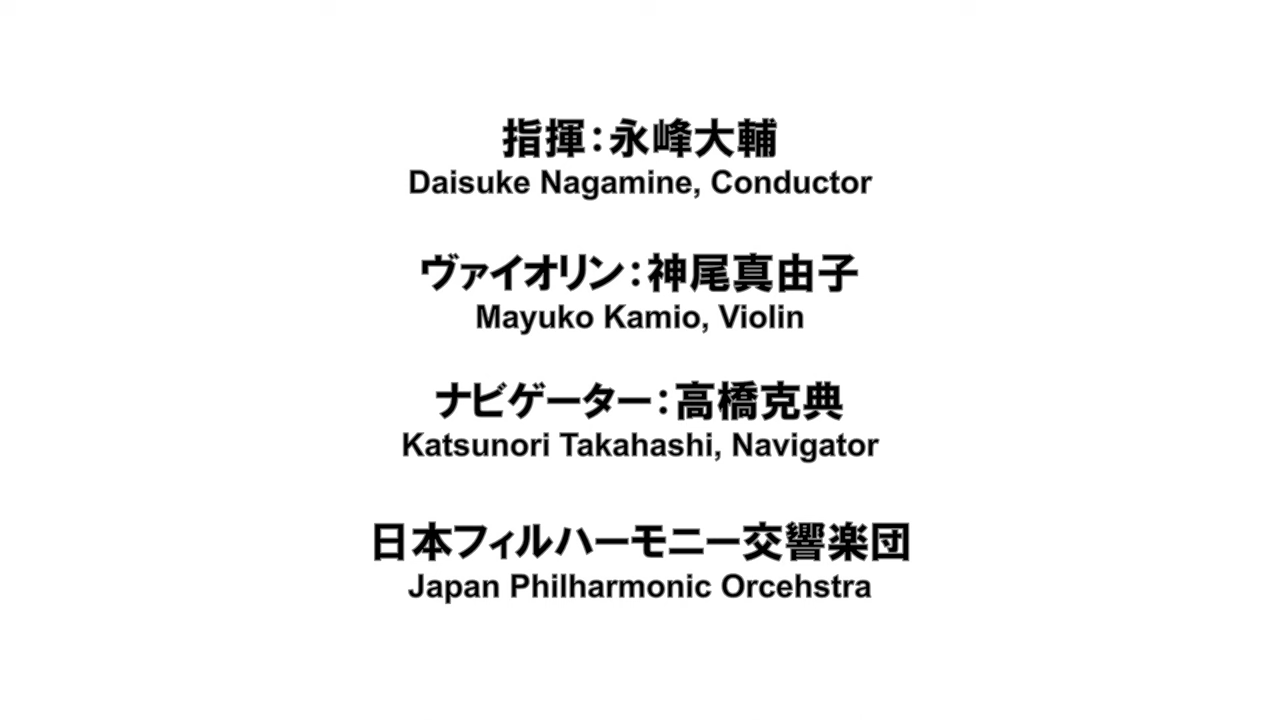 指揮：永峰大輔
Daisuke Nagamine, Conductor
ヴァイオリン：神尾真由子
Mayuko Kamio, Violin
ナビゲーター：高橋克典
Katsunori Takahashi, Navigator
日本フィルハーモニー交響楽団
Japan Philharmonic Orcehstra